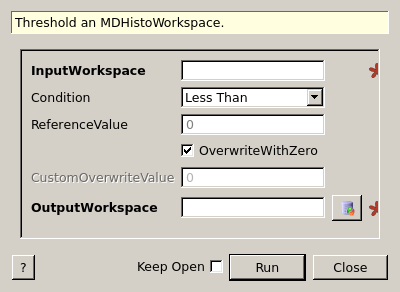 Threshold an MDHistoWorkspace.
InputWorkspace
Condition Less Than
ReferenceValue 0
OverwriteWithZero
CustomOverwriteValue 0
OutputWorkspace
? Keep Open Run Close